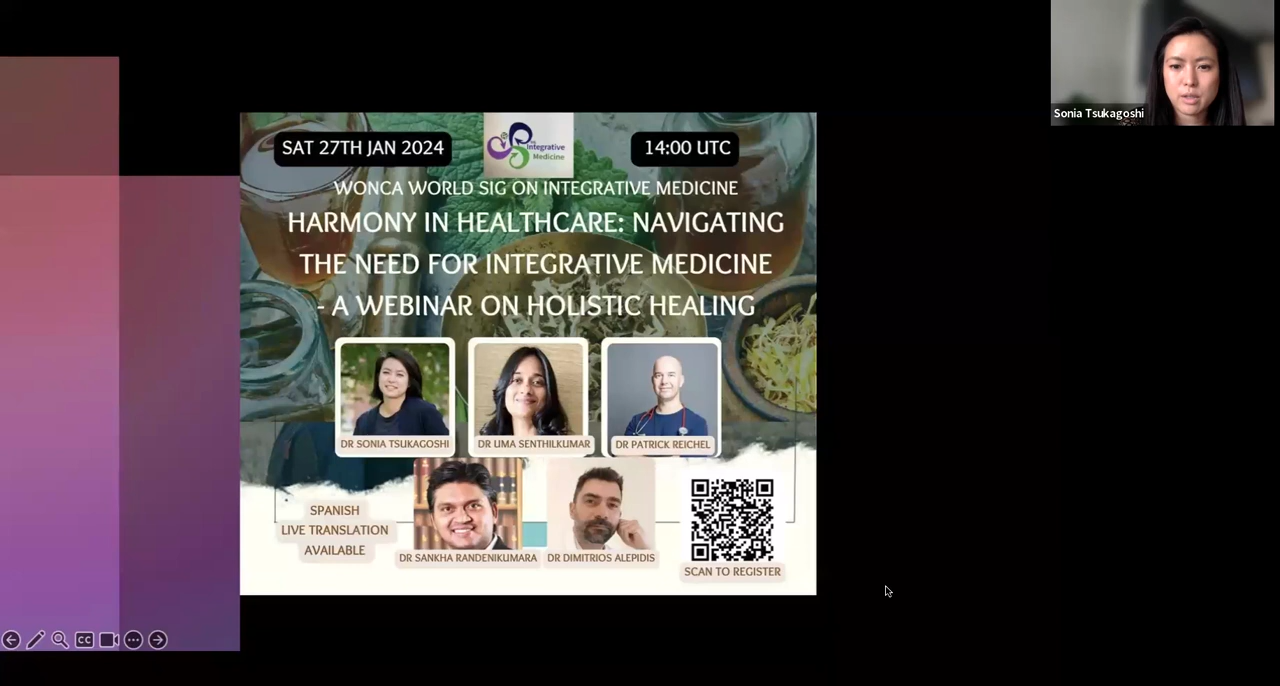 Sonia Tsukagoshi
SAT 27TH JAN 2024
Integrative
Medicine
14:00 UTC
WONCA WORLD SIG ON INTEGRATIVE MEDICINE
HARMONY IN HEALTHCARE: NAVIGATING
THE NEED FOR INTEGRATIVE MEDICINE
- A WEBINAR ON HOLISTIC HEALING
DR SONIA TSUKAGOSHI
DR UMA SENTHILKUMAR
DR PATRICK REICHEL
SPANISH
LIVE TRANSLATION
AVAILABLE
DR SANKHA RANDENIKUMARA
DR DIMITRIOS ALEPIDIS
SCAN TO REGISTER
CC